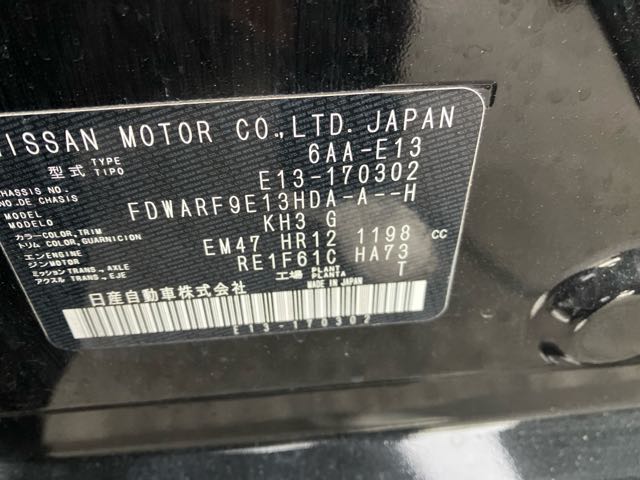 NISSAN MOTOR CO.,LTD. JAPAN
型式 TYPE TIPO 6AA-E13
CHASSIS NO. NO.DE CHASIS E13-170302
MODEL MODELO FDWARF9E13HDA-A--H
カラー トリム COLOR,TRIM COLOR,GUARNICION KH3 G
エンジン ENGINE MOTOR EM47 HR12 1198 cc
ミッション アクスル TRANS.,AXLE TRANS.,EJE RE1F61C HA73
工場 PLANT PLANTA T
日産自動車株式会社 MADE IN JAPAN
E13-170302